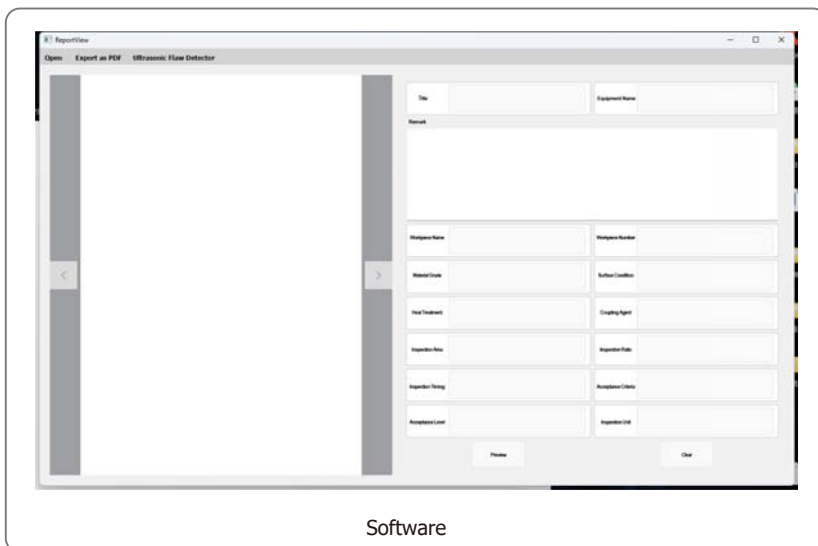 ReportView
Open Export as PDF Ultrasonic Flaw Detector
Title Equipment Name
Remark
Workpiece Name Workpiece Number
Material Grade Surface Condition
Heat Treatment Coupling Agent
Inspection Area Inspection Ratio
Inspection Timing Acceptance Criteria
Acceptance Level Inspection Unit
Preview Clear
Software